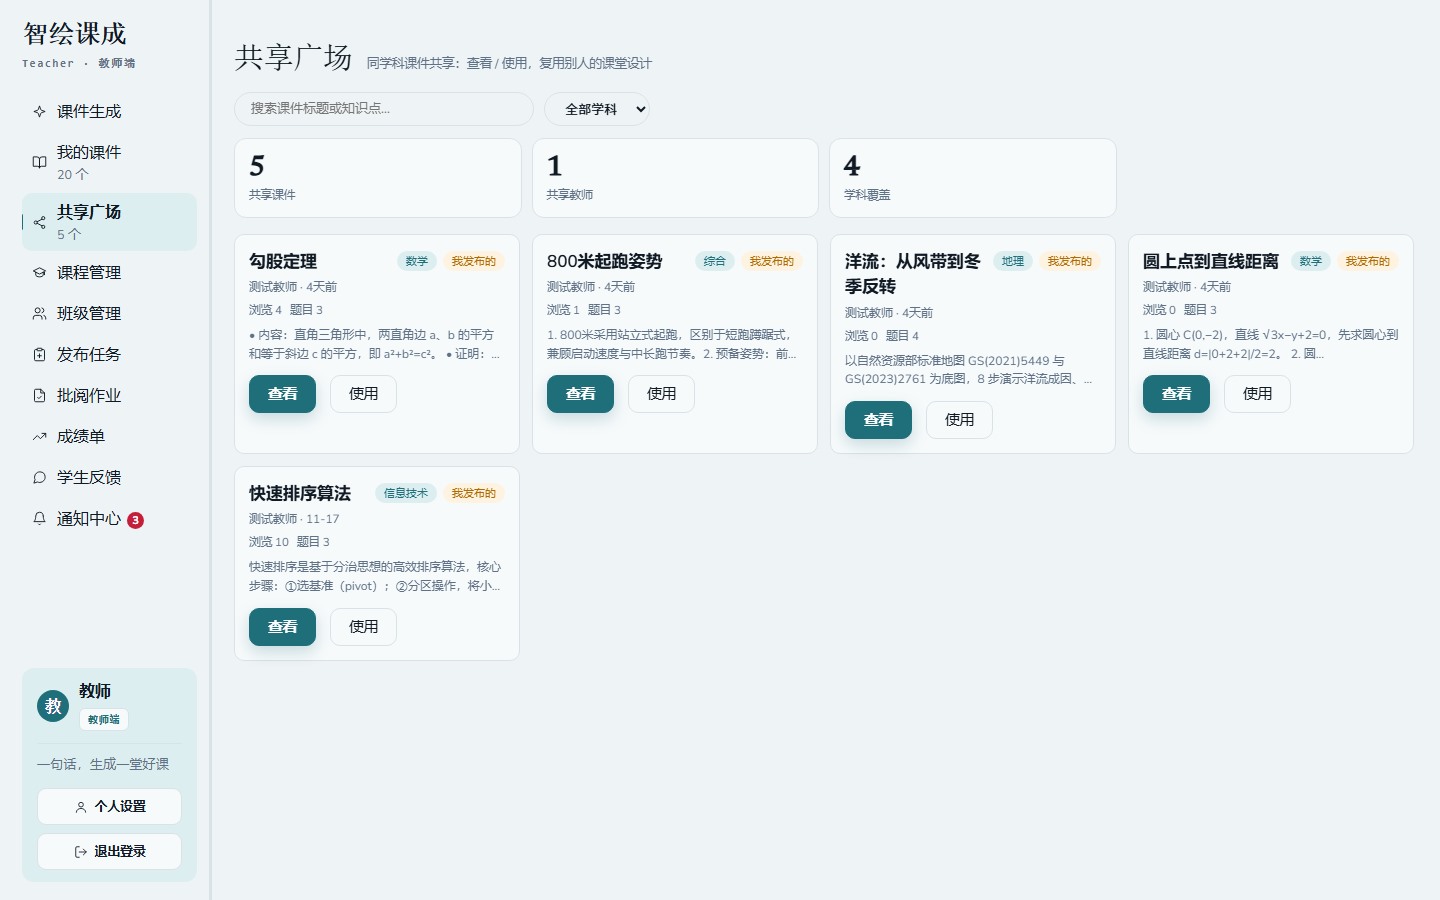 智绘课成
Teacher · 教师端
课件生成
我的课件
20 个
共享广场
5 个
课程管理
班级管理
发布任务
批阅作业
成绩单
学生反馈
通知中心 3
教
教师
教师端
一句话，生成一堂好课
个人设置
退出登录
共享广场 同学科课件共享：查看 / 使用，复用别人的课堂设计
搜索课件标题或知识点... 全部学科
5
共享课件
1
共享教师
4
学科覆盖
勾股定理 数学 我发布的
测试教师 · 4天前
浏览 4 题目 3
• 内容：直角三角形中，两直角边 a、b 的平方
和等于斜边 c 的平方，即 a²+b²=c²。 • 证明：...
查看 使用
800米起跑姿势 综合 我发布的
测试教师 · 4天前
浏览 1 题目 3
1. 800米采用站立式起跑，区别于短跑蹲踞式，
兼顾启动速度与中长跑节奏。2. 预备姿势：前...
查看 使用
洋流：从风带到冬 地理 我发布的
季反转
测试教师 · 4天前
浏览 0 题目 4
以自然资源部标准地图 GS(2021)5449 与
GS(2023)2761 为底图，8 步演示洋流成因、...
查看 使用
圆上点到直线距离 数学 我发布的
测试教师 · 4天前
浏览 0 题目 3
1. 圆心 C(0,−2)，直线 √3x−y+2=0，先求圆心到
直线距离 d=|0+2+2|/2=2。 2. 圆...
查看 使用
快速排序算法 信息技术 我发布的
测试教师 · 11-17
浏览 10 题目 3
快速排序是基于分治思想的高效排序算法，核心
步骤：①选基准（pivot）；②分区操作，将小...
查看 使用